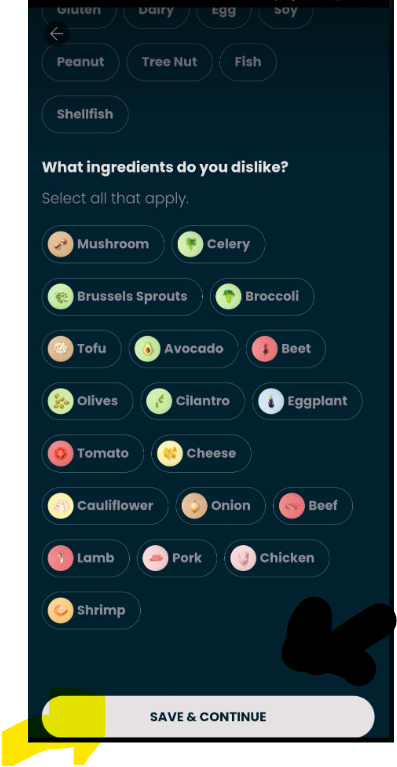 Gluten Dairy Egg Soy
Peanut Tree Nut Fish
Shellfish
What ingredients do you dislike?
Select all that apply.
Mushroom Celery
Brussels Sprouts Broccoli
Tofu Avocado Beet
Olives Cilantro Eggplant
Tomato Cheese
Cauliflower Onion Beef
Lamb Pork Chicken
Shrimp
SAVE & CONTINUE